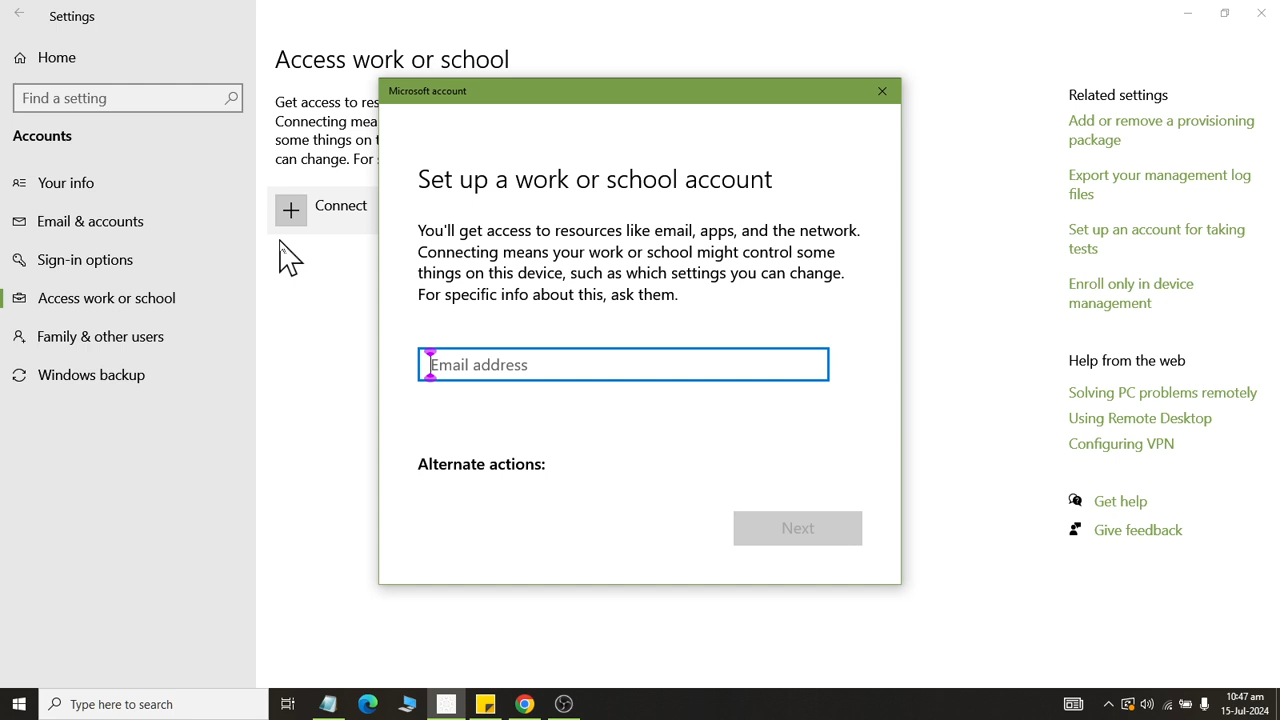 Settings
Home
Find a setting
Accounts
Your info
Email & accounts
Sign-in options
Access work or school
Family & other users
Windows backup
Access work or school
Get access to res
Connecting mea
some things on t
can change. For s
Connect
Microsoft account
Set up a work or school account
You'll get access to resources like email, apps, and the network.
Connecting means your work or school might control some
things on this device, such as which settings you can change.
For specific info about this, ask them.
Email address
Alternate actions:
Next
Related settings
Add or remove a provisioning
package
Export your management log
files
Set up an account for taking
tests
Enroll only in device
management
Help from the web
Solving PC problems remotely
Using Remote Desktop
Configuring VPN
Get help
Give feedback
Type here to search
10:47 am
15-Jul-2024